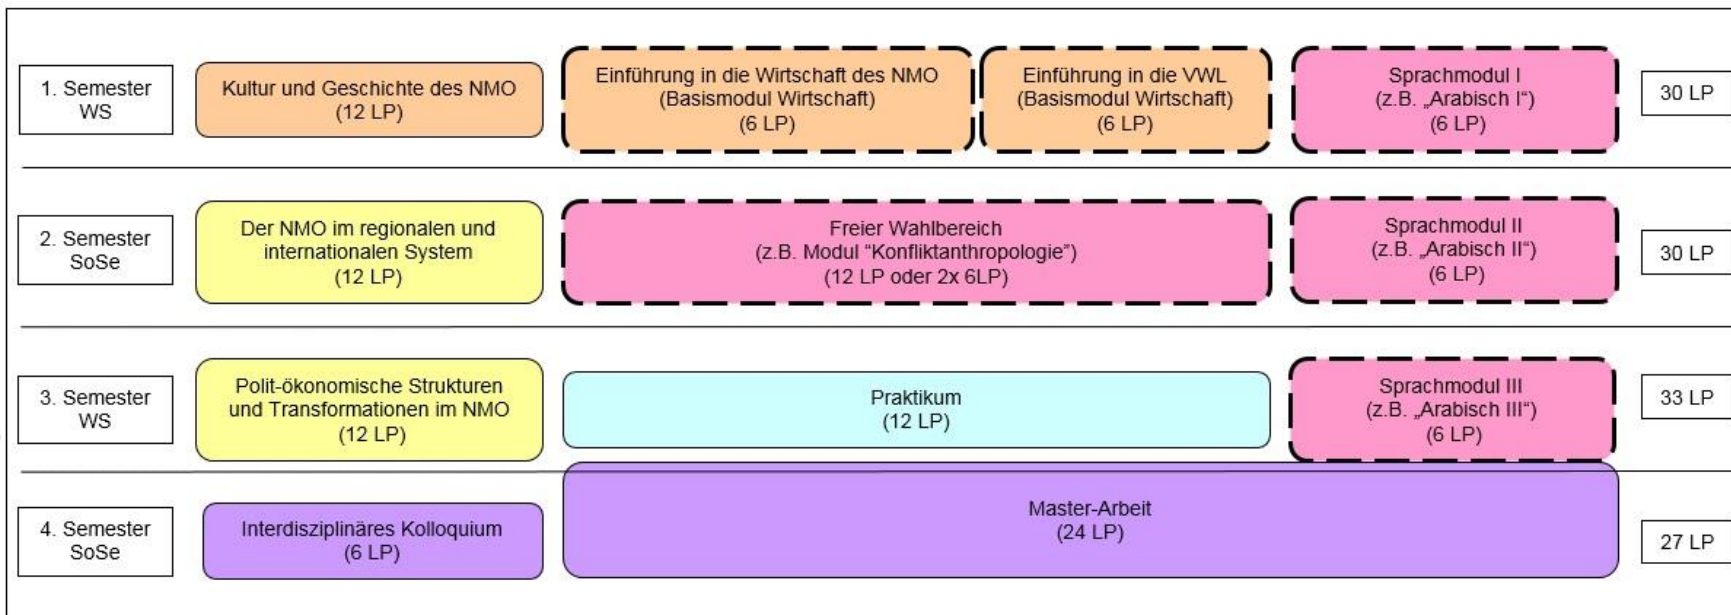 1. Semester
WS
Kultur und Geschichte des NMO
(12 LP)
Einführung in die Wirtschaft des NMO
(Basismodul Wirtschaft)
(6 LP)
Einführung in die VWL
(Basismodul Wirtschaft)
(6 LP)
Sprachmodul I
(z.B. „Arabisch I“)
(6 LP)
30 LP
2. Semester
SoSe
Der NMO im regionalen und
internationalen System
(12 LP)
Freier Wahlbereich
(z.B. Modul “Konfliktanthropologie”)
(12 LP oder 2x 6LP)
Sprachmodul II
(z.B. „Arabisch II“)
(6 LP)
30 LP
3. Semester
WS
Polit-ökonomische Strukturen
und Transformationen im NMO
(12 LP)
Praktikum
(12 LP)
Sprachmodul III
(z.B. „Arabisch III“)
(6 LP)
33 LP
4. Semester
SoSe
Interdisziplinäres Kolloquium
(6 LP)
Master-Arbeit
(24 LP)
27 LP